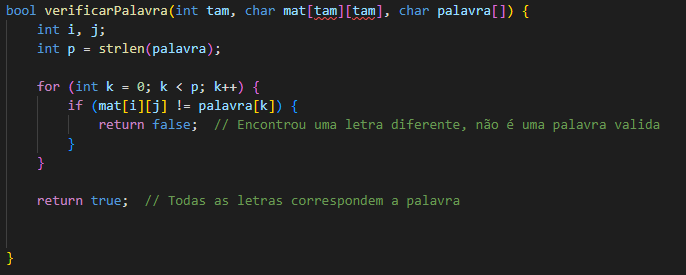 bool verificarPalavra(int tam, char mat[tam][tam], char palavra[]) {
    int i, j;
    int p = strlen(palavra);
    for (int k = 0; k < p; k++) {
        if (mat[i][j] != palavra[k]) {
            return false;  // Encontrou uma letra diferente, não é uma palavra valida
        }
    }
    return true;  // Todas as letras correspondem a palavra
}